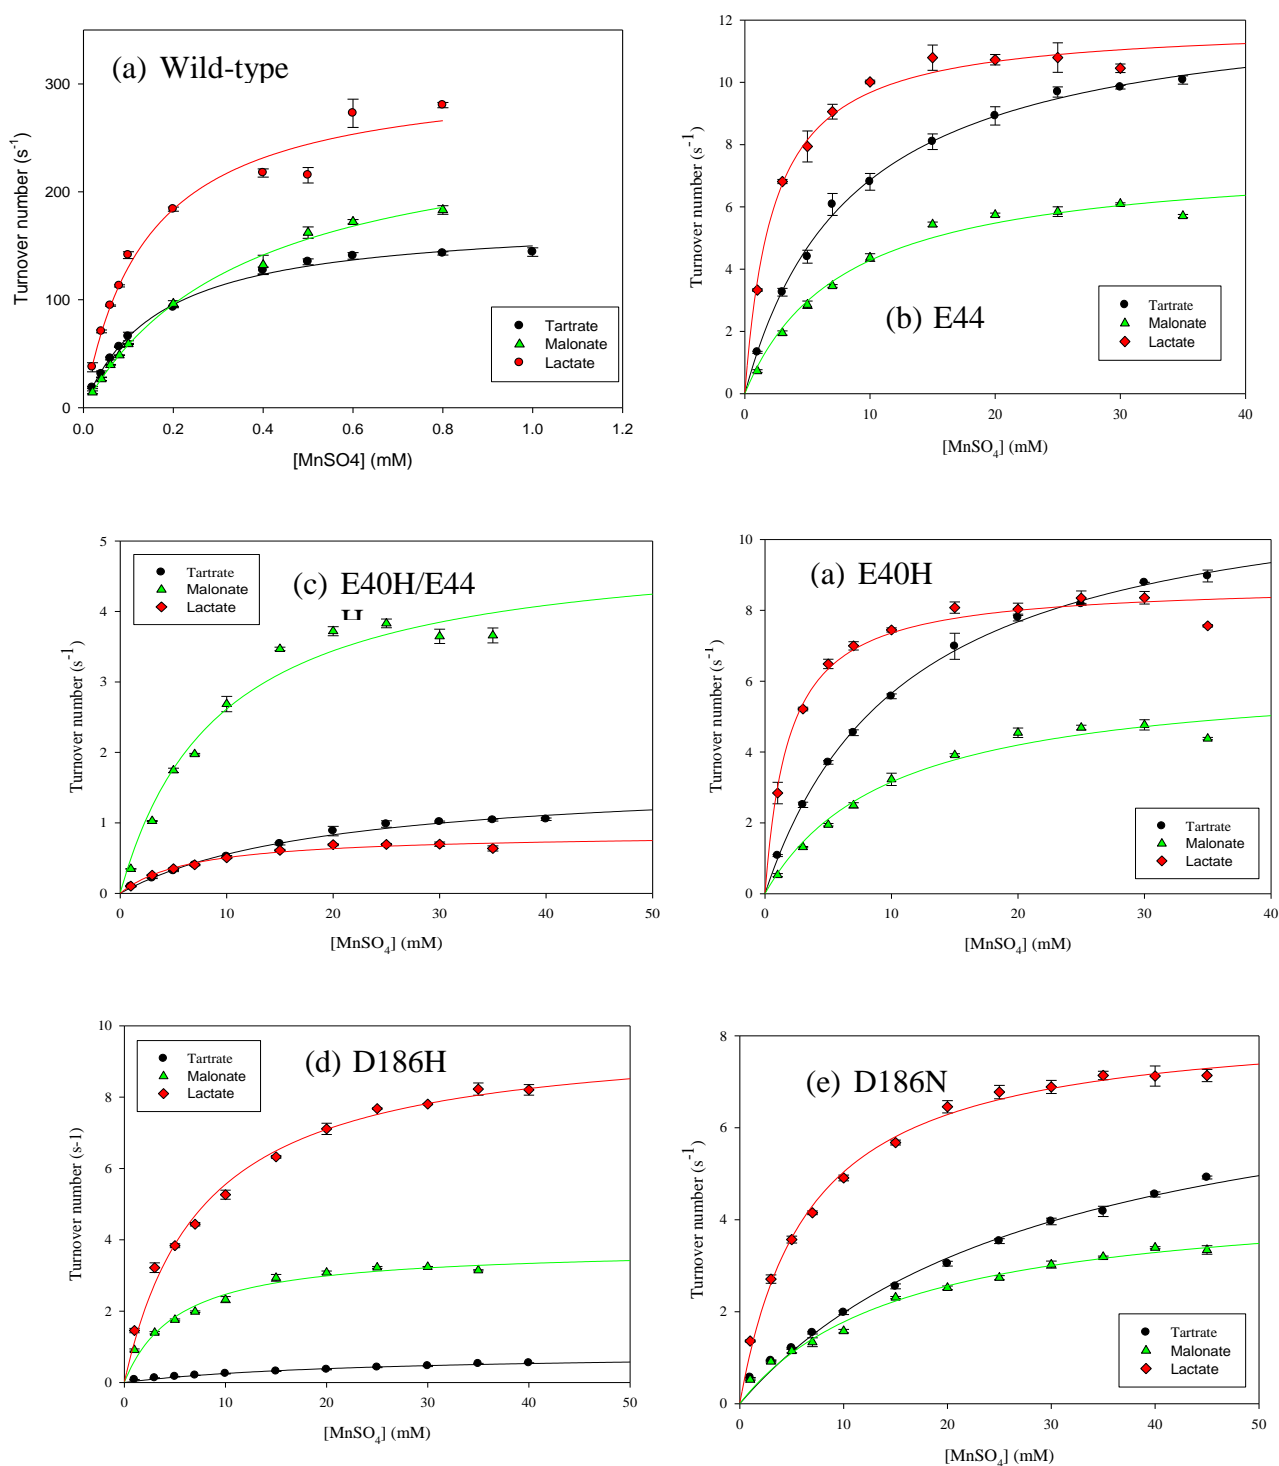 (a) Wild-type
Turnover number (s-1)
300
200
100
0
0.0 0.2 0.4 0.6 0.8 1.0 1.2
[MnSO4] (mM)
Tartrate
Malonate
Lactate
(b) E44
Turnover number (s-1)
12
10
8
6
4
2
0
0 10 20 30 40
[MnSO4] (mM)
Tartrate
Malonate
Lactate
(c) E40H/E44
Turnover number (s-1)
5
4
3
2
1
0
0 10 20 30 40 50
[MnSO4] (mM)
Tartrate
Malonate
Lactate
(a) E40H
Turnover number (s-1)
10
8
6
4
2
0
0 10 20 30 40
[MnSO4] (mM)
Tartrate
Malonate
Lactate
(d) D186H
Turnover number (s-1)
10
8
6
4
2
0
0 10 20 30 40 50
[MnSO4] (mM)
Tartrate
Malonate
Lactate
(e) D186N
Turnover number (s-1)
8
6
4
2
0
0 10 20 30 40 50
[MnSO4] (mM)
Tartrate
Malonate
Lactate